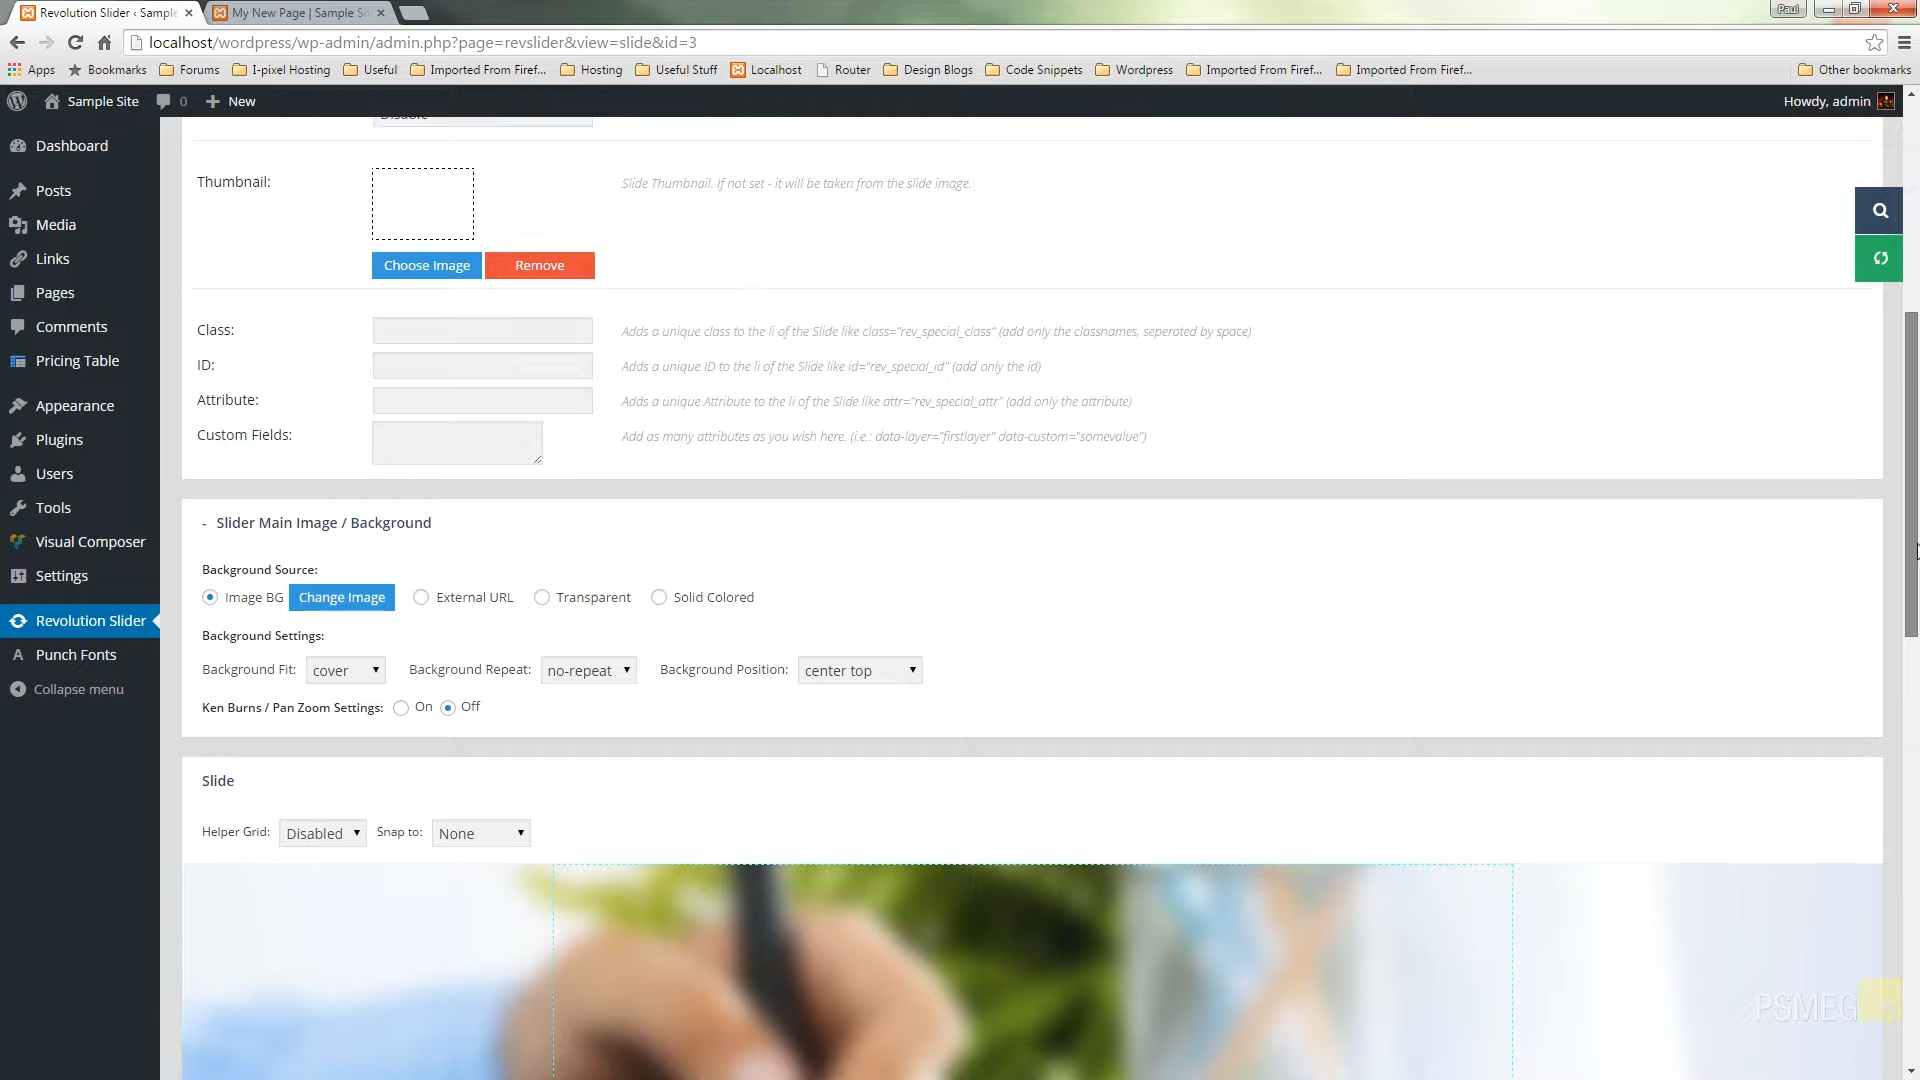 Revolution Slider ‹ Sample
My New Page | Sample Si
Paul
localhost/wordpress/wp-admin/admin.php?page=revslider&view=slide&id=3
Apps
Bookmarks
Forums
I-pixel Hosting
Useful
Imported From Firef...
Hosting
Useful Stuff
Localhost
Router
Design Blogs
Code Snippets
Wordpress
Imported From Firef...
Imported From Firef...
Other bookmarks
Sample Site
0
New
Howdy, admin
Dashboard
Posts
Media
Links
Pages
Comments
Pricing Table
Appearance
Plugins
Users
Tools
Visual Composer
Settings
Revolution Slider
Punch Fonts
Collapse menu
Disable
Thumbnail:
Slide Thumbnail. If not set - it will be taken from the slide image.
Choose Image
Remove
Class:
Adds a unique class to the li of the Slide like class="rev_special_class" (add only the classnames, seperated by space)
ID:
Adds a unique ID to the li of the Slide like id="rev_special_id" (add only the id)
Attribute:
Adds a unique Attribute to the li of the Slide like attr="rev_special_attr" (add only the attribute)
Custom Fields:
Add as many attributes as you wish here. (i.e.: data-layer="firstlayer" data-custom="somevalue")
- Slider Main Image / Background
Background Source:
Image BG
Change Image
External URL
Transparent
Solid Colored
Background Settings:
Background Fit: cover
Background Repeat: no-repeat
Background Position: center top
Ken Burns / Pan Zoom Settings: On Off
Slide
Helper Grid: Disabled
Snap to: None
PSMEG